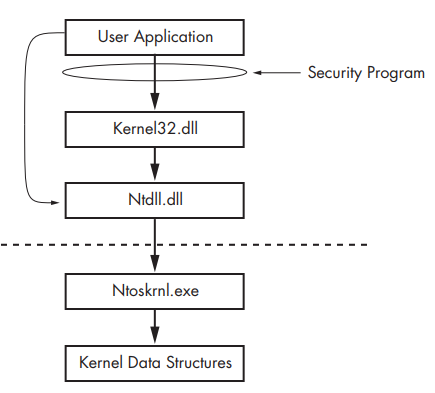 User Application
Security Program
Kernel32.dll
Ntdll.dll
Ntoskrnl.exe
Kernel Data Structures